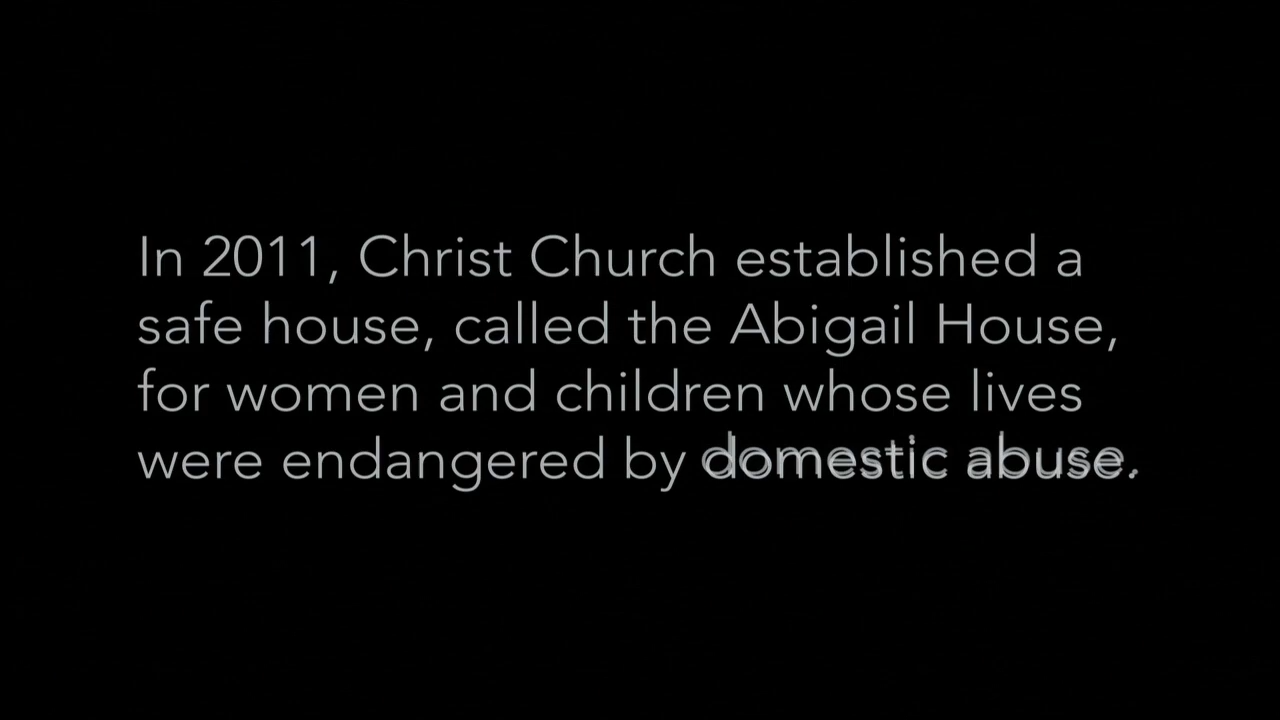 In 2011, Christ Church established a
safe house, called the Abigail House,
for women and children whose lives
were endangered by domestic abuse.